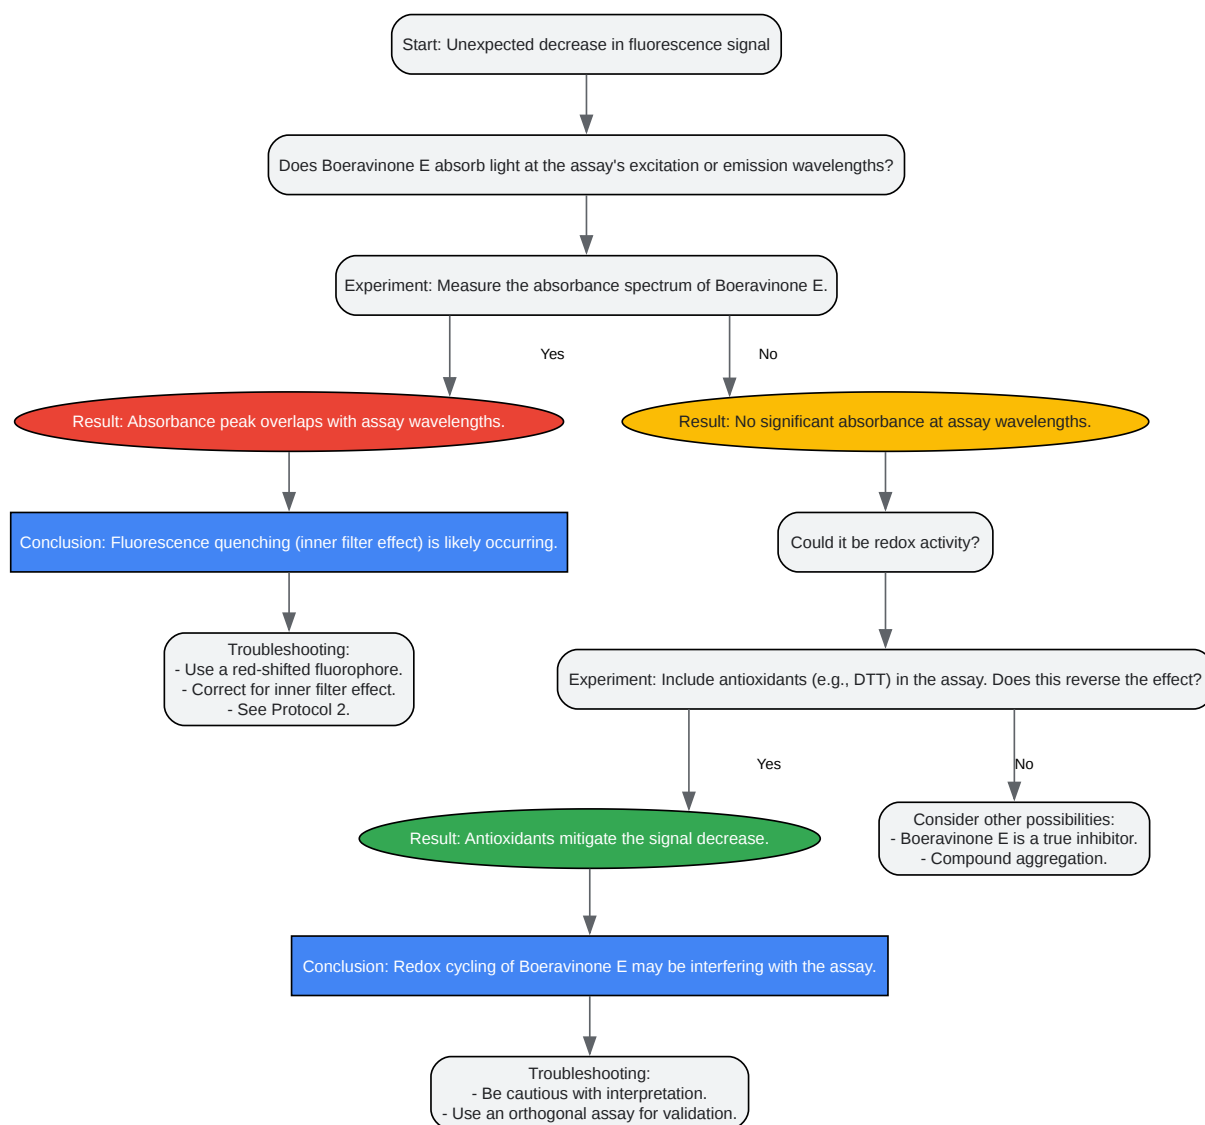 Start: Unexpected decrease in fluorescence signal
Does Boeravinone E absorb light at the assay's excitation or emission wavelengths?
Experiment: Measure the absorbance spectrum of Boeravinone E.
Yes
No
Result: Absorbance peak overlaps with assay wavelengths.
Result: No significant absorbance at assay wavelengths.
Conclusion: Fluorescence quenching (inner filter effect) is likely occurring.
Could it be redox activity?
Troubleshooting:
- Use a red-shifted fluorophore.
- Correct for inner filter effect.
- See Protocol 2.
Experiment: Include antioxidants (e.g., DTT) in the assay. Does this reverse the effect?
Yes
No
Result: Antioxidants mitigate the signal decrease.
Consider other possibilities:
- Boeravinone E is a true inhibitor.
- Compound aggregation.
Conclusion: Redox cycling of Boeravinone E may be interfering with the assay.
Troubleshooting:
- Be cautious with interpretation.
- Use an orthogonal assay for validation.